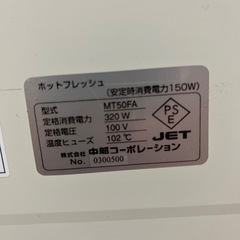 ホットフレッシュ (安定時消費電力150W)
型式 MT50FA
定格消費電力 320 W
定格電圧 100 V
温度ヒューズ 102 ℃
PSE
JET
株式会社 中部コーポレーション
No. 0300500